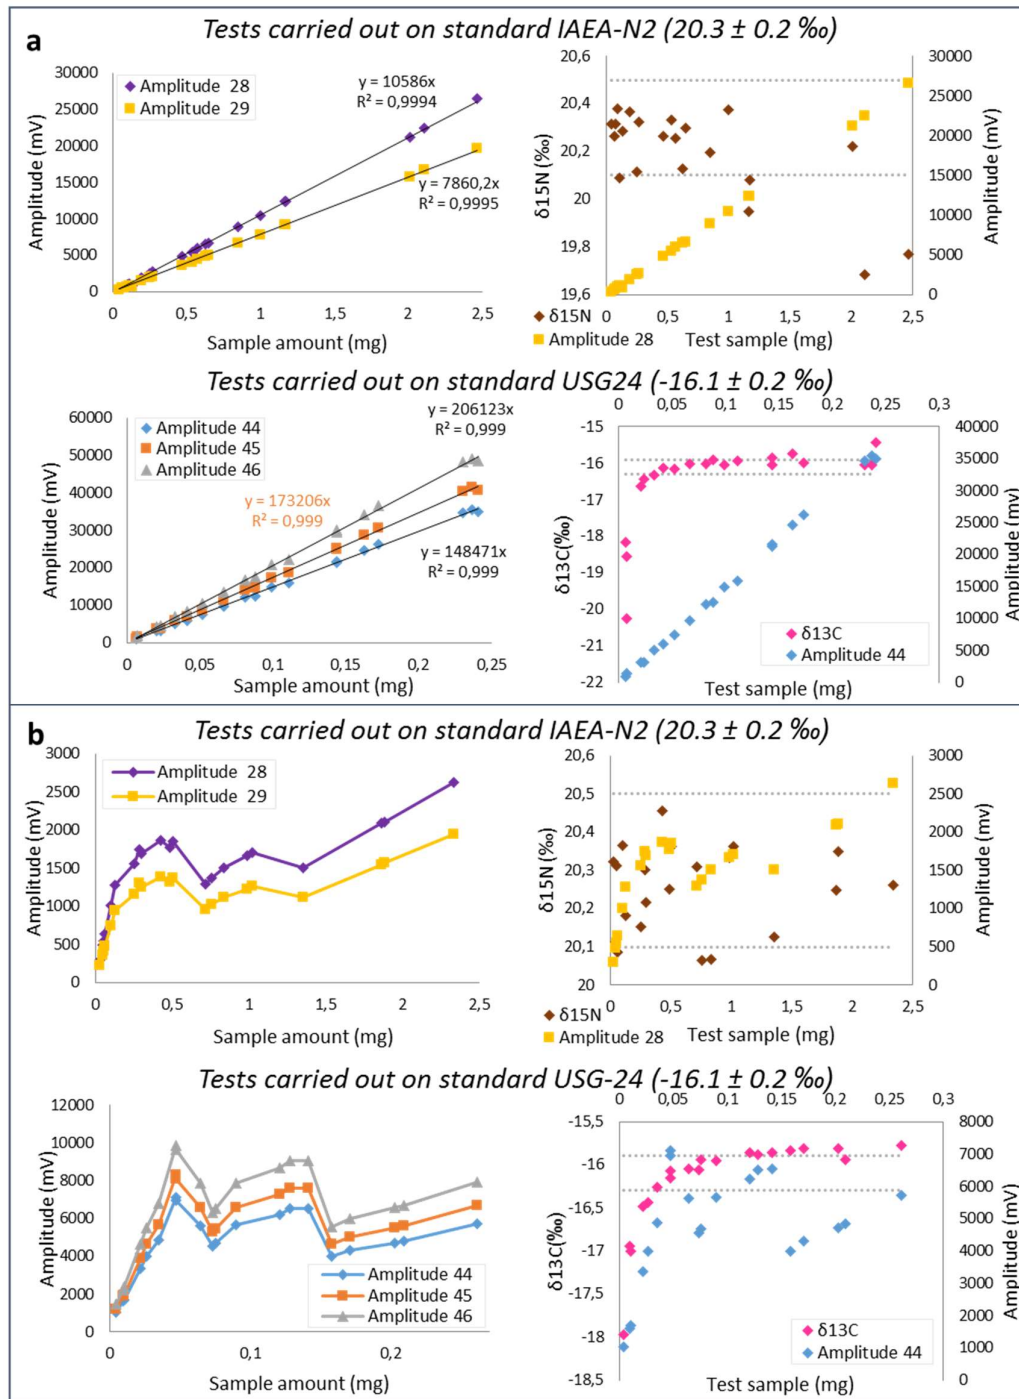 a
Tests carried out on standard IAEA-N2 (20.3 ± 0.2 ‰)
30000
25000
20000
15000
10000
5000
0
Amplitude (mV)
Amplitude 28
Amplitude 29
y = 10586x
R² = 0,9994
y = 7860,2x
R² = 0,9995
0
0,5
1
1,5
2
2,5
Sample amount (mg)
20,6
20,4
20,2
20
19,8
19,6
δ15N (‰)
30000
25000
20000
15000
10000
5000
0
Amplitude (mV)
0
0,5
1
1,5
2
2,5
δ15N
Amplitude 28
Test sample (mg)
Tests carried out on standard USG24 (-16.1 ± 0.2 ‰)
60000
50000
40000
30000
20000
10000
0
Amplitude (mV)
Amplitude 44
Amplitude 45
Amplitude 46
y = 206123x
R² = 0,999
y = 173206x
R² = 0,999
y = 148471x
R² = 0,999
0
0,05
0,1
0,15
0,2
0,25
Sample amount (mg)
0
0,05
0,1
0,15
0,2
0,25
0,3
-15
-16
-17
-18
-19
-20
-21
-22
δ13C(‰)
40000
35000
30000
25000
20000
15000
10000
5000
0
Amplitude (mv)
δ13C
Amplitude 44
Test sample (mg)
b
Tests carried out on standard IAEA-N2 (20.3 ± 0.2 ‰)
3000
2500
2000
1500
1000
500
0
Amplitude (mV)
Amplitude 28
Amplitude 29
0
0,5
1
1,5
2
2,5
Sample amount (mg)
20,6
20,5
20,4
20,3
20,2
20,1
20
δ15N (‰)
3000
2500
2000
1500
1000
500
0
Amplitude (mV)
0
0,5
1
1,5
2
2,5
δ15N
Amplitude 28
Test sample (mg)
Tests carried out on standard USG-24 (-16.1 ± 0.2 ‰)
12000
10000
8000
6000
4000
2000
0
Amplitude (mV)
Amplitude 44
Amplitude 45
Amplitude 46
0
0,1
0,2
Sample amount (mg)
0
0,05
0,1
0,15
0,2
0,25
0,3
-15,5
-16
-16,5
-17
-17,5
-18
-18,5
δ13C(‰)
8000
7000
6000
5000
4000
3000
2000
1000
0
Amplitude (mv)
δ13C
Amplitude 44
Test sample (mg)